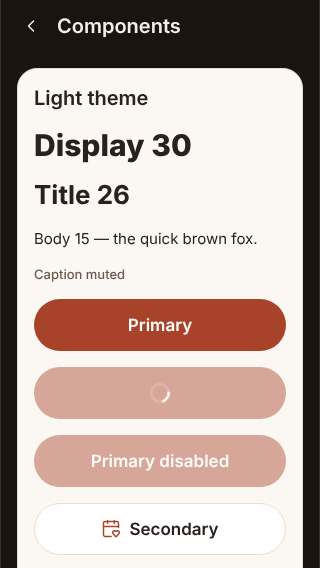 Components
Light theme
Display 30
Title 26
Body 15 — the quick brown fox.
Caption muted
Primary
Primary disabled
Secondary